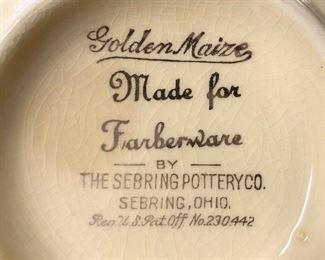 Golden Maize
Made for
Farberware
BY
THE SEBRING POTTERY CO.
SEBRING, OHIO.
Reg U.S. Pat. Off. No. 230442